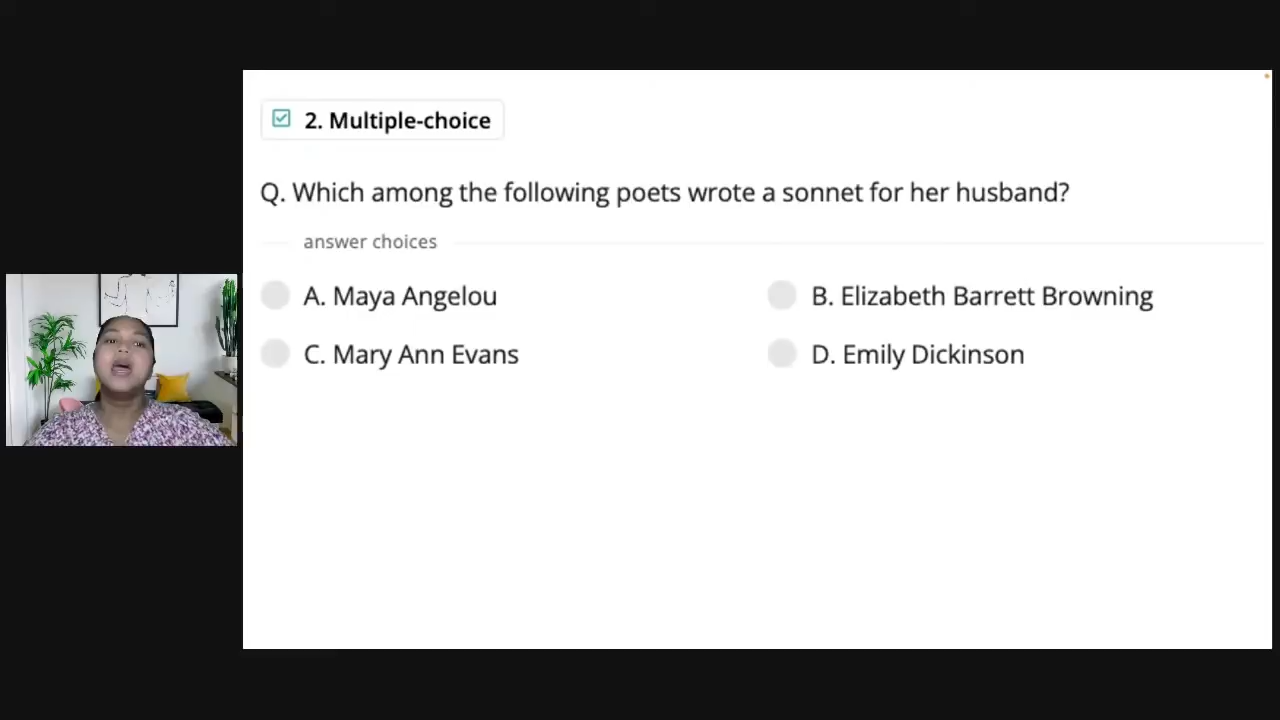 2. Multiple-choice
Q. Which among the following poets wrote a sonnet for her husband?
answer choices
A. Maya Angelou
B. Elizabeth Barrett Browning
C. Mary Ann Evans
D. Emily Dickinson